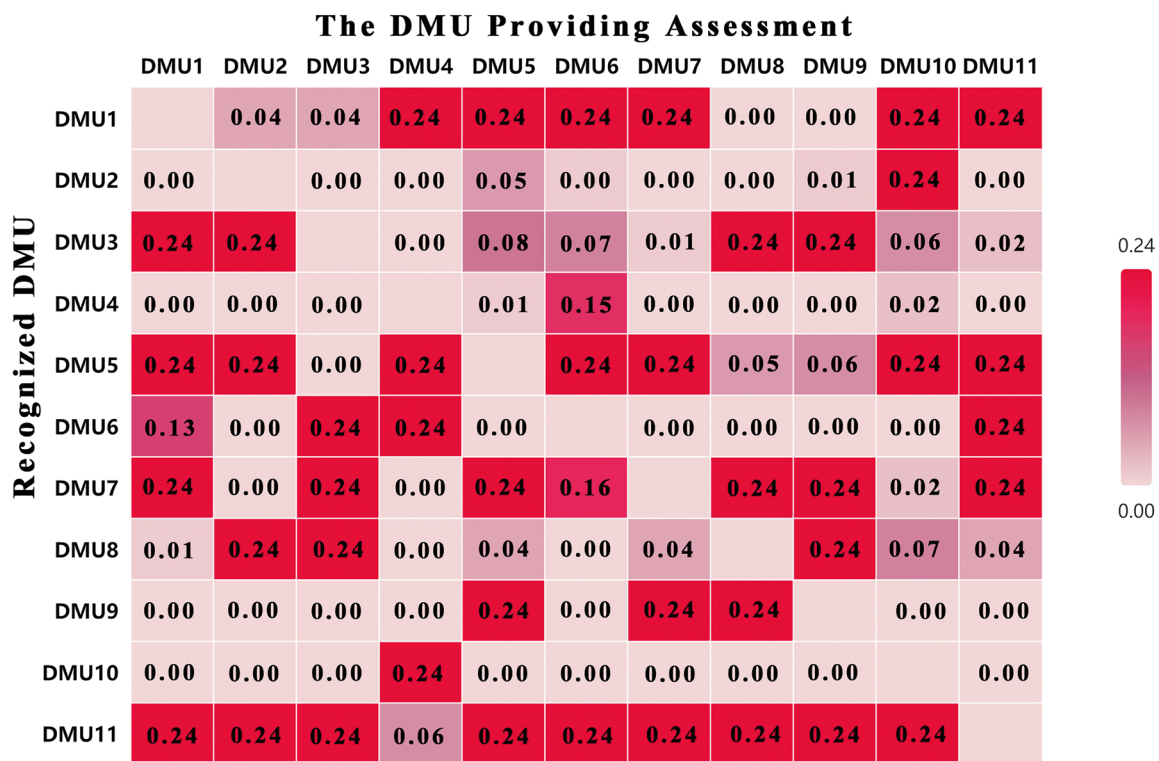 The DMU Providing Assessment
DMU1 DMU2 DMU3 DMU4 DMU5 DMU6 DMU7 DMU8 DMU9 DMU10 DMU11
Recognized DMU
DMU1 0.04 0.04 0.24 0.24 0.24 0.24 0.00 0.00 0.24 0.24
DMU2 0.00 0.00 0.00 0.05 0.00 0.00 0.00 0.01 0.24 0.00
DMU3 0.24 0.24 0.00 0.08 0.07 0.01 0.24 0.24 0.06 0.02
DMU4 0.00 0.00 0.00 0.01 0.15 0.00 0.00 0.00 0.02 0.00
DMU5 0.24 0.24 0.00 0.24 0.24 0.24 0.05 0.06 0.24 0.24
DMU6 0.13 0.00 0.24 0.24 0.00 0.00 0.00 0.00 0.00 0.24
DMU7 0.24 0.00 0.24 0.00 0.24 0.16 0.24 0.24 0.02 0.24
DMU8 0.01 0.24 0.24 0.00 0.04 0.00 0.04 0.24 0.07 0.04
DMU9 0.00 0.00 0.00 0.00 0.24 0.00 0.24 0.24 0.00 0.00
DMU10 0.00 0.00 0.00 0.24 0.00 0.00 0.00 0.00 0.00 0.00
DMU11 0.24 0.24 0.24 0.06 0.24 0.24 0.24 0.24 0.24 0.24
0.24
0.00